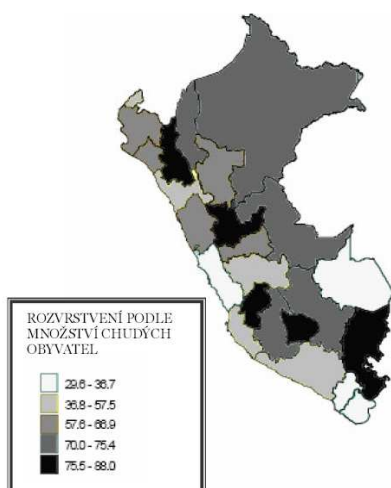 ROZVRSTVENÍ PODLE
MNOŽSTVÍ CHUDÝCH
OBYVATEL
29.6 - 36.7
36.8 - 57.5
57.6 - 66.9
70.0 - 75.4
75.5 - 88.0